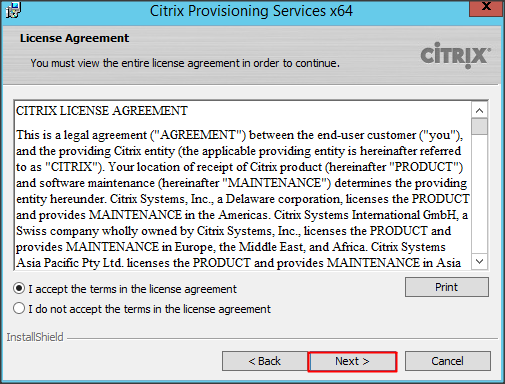 Citrix Provisioning Services x64
X
License Agreement
You must view the entire license agreement in order to continue.
CITRIX
CITRIX LICENSE AGREEMENT
This is a legal agreement ("AGREEMENT") between the end-user customer ("you"),
and the providing Citrix entity (the applicable providing entity is hereinafter referred
to as "CITRIX"). Your location of receipt of Citrix product (hereinafter "PRODUCT")
and software maintenance (hereinafter "MAINTENANCE") determines the providing
entity hereunder. Citrix Systems, Inc., a Delaware corporation, licenses the PRODUCT
and provides MAINTENANCE in the Americas. Citrix Systems International GmbH, a
Swiss company wholly owned by Citrix Systems, Inc., licenses the PRODUCT and
provides MAINTENANCE in Europe, the Middle East, and Africa. Citrix Systems
Asia Pacific Pty Ltd. licenses the PRODUCT and provides MAINTENANCE in Asia
I accept the terms in the license agreement
Print
I do not accept the terms in the license agreement
InstallShield
< Back
Next >
Cancel